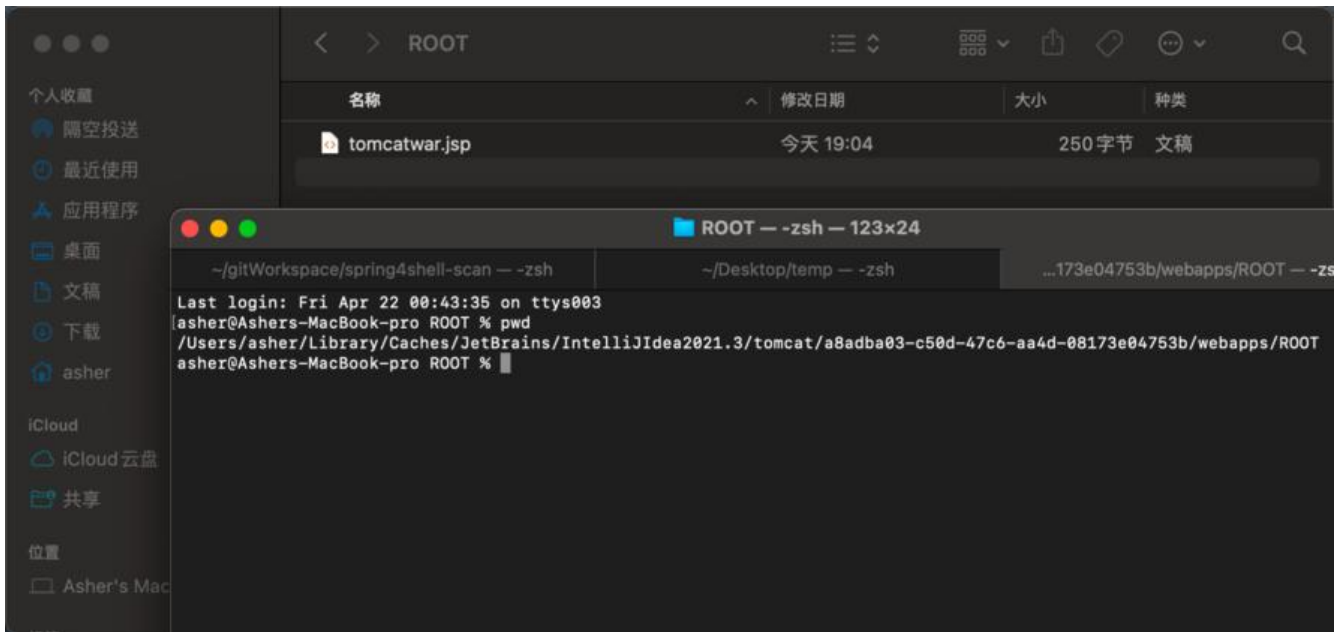 ROOT
个人收藏
隔空投送
最近使用
应用程序
桌面
文稿
下载
asher
iCloud
iCloud云盘
共享
位置
Asher's Mac
名称 修改日期 大小 种类
tomcatwar.jsp 今天 19:04 250字节 文稿
ROOT — -zsh — 123×24
~/gitWorkspace/spring4shell-scan — -zsh ~/Desktop/temp — -zsh ...173e04753b/webapps/ROOT — -zs
Last login: Fri Apr 22 00:43:35 on ttys003
[asher@Ashers-MacBook-pro ROOT % pwd
/Users/asher/Library/Caches/JetBrains/IntelliJIdea2021.3/tomcat/a8adba03-c50d-47c6-aa4d-08173e04753b/webapps/ROOT
asher@Ashers-MacBook-pro ROOT %